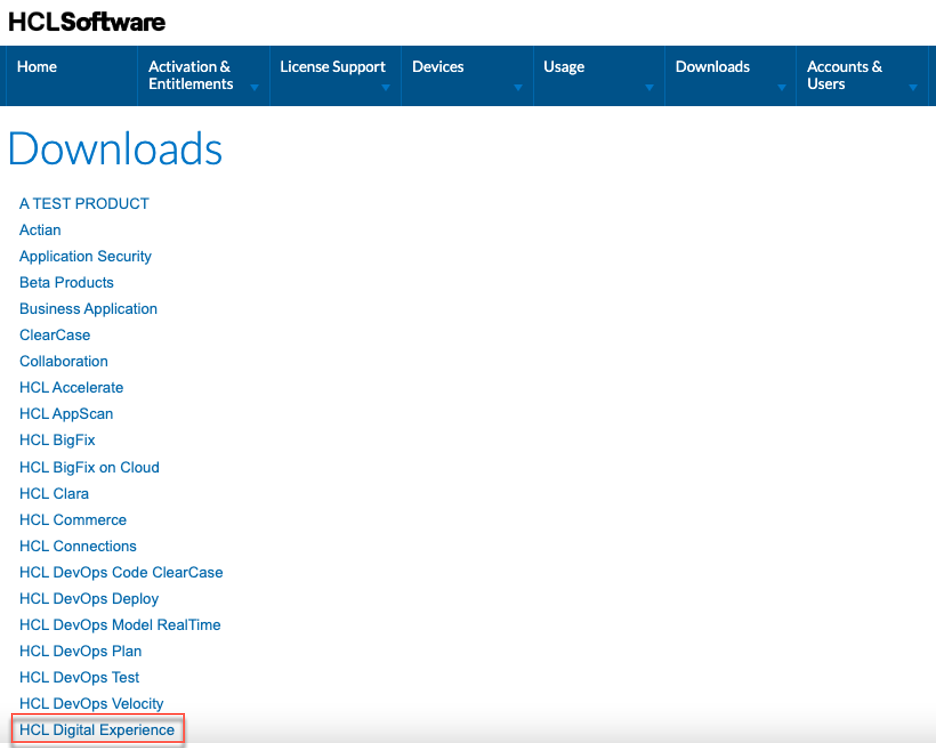 HCLSoftware
Home
Activation &
Entitlements
License Support
Devices
Usage
Downloads
Accounts &
Users
Downloads
A TEST PRODUCT
Actian
Application Security
Beta Products
Business Application
ClearCase
Collaboration
HCL Accelerate
HCL AppScan
HCL BigFix
HCL BigFix on Cloud
HCL Clara
HCL Commerce
HCL Connections
HCL DevOps Code ClearCase
HCL DevOps Deploy
HCL DevOps Model RealTime
HCL DevOps Plan
HCL DevOps Test
HCL DevOps Velocity
HCL Digital Experience